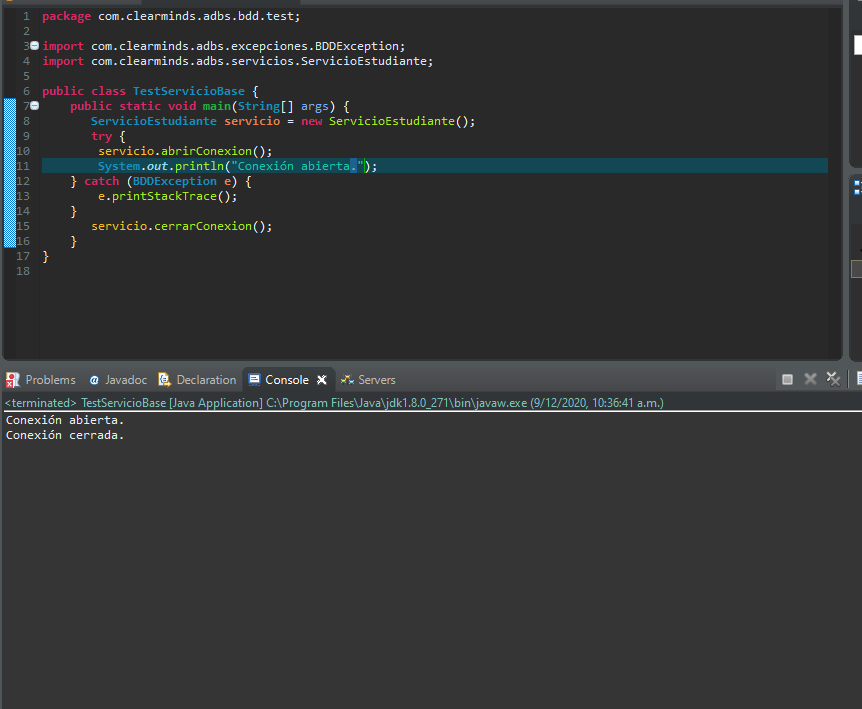 1 package com.clearminds.adbs.bdd.test;
2
3 import com.clearminds.adbs.excepciones.BDDException;
4 import com.clearminds.adbs.servicios.ServicioEstudiante;
5
6 public class TestServicioBase {
7 public static void main(String[] args) {
8 ServicioEstudiante servicio = new ServicioEstudiante();
9 try {
10 servicio.abrirConexion();
11 System.out.println("Conexión abierta.");
12 } catch (BDDException e) {
13 e.printStackTrace();
14 }
15 servicio.cerrarConexion();
16 }
17 }
18
Problems @ Javadoc Declaration Console Servers
<terminated> TestServicioBase [Java Application] C:\Program Files\Java\jdk1.8.0_271\bin\javaw.exe (9/12/2020, 10:36:41 a.m.)
Conexión abierta.
Conexión cerrada.